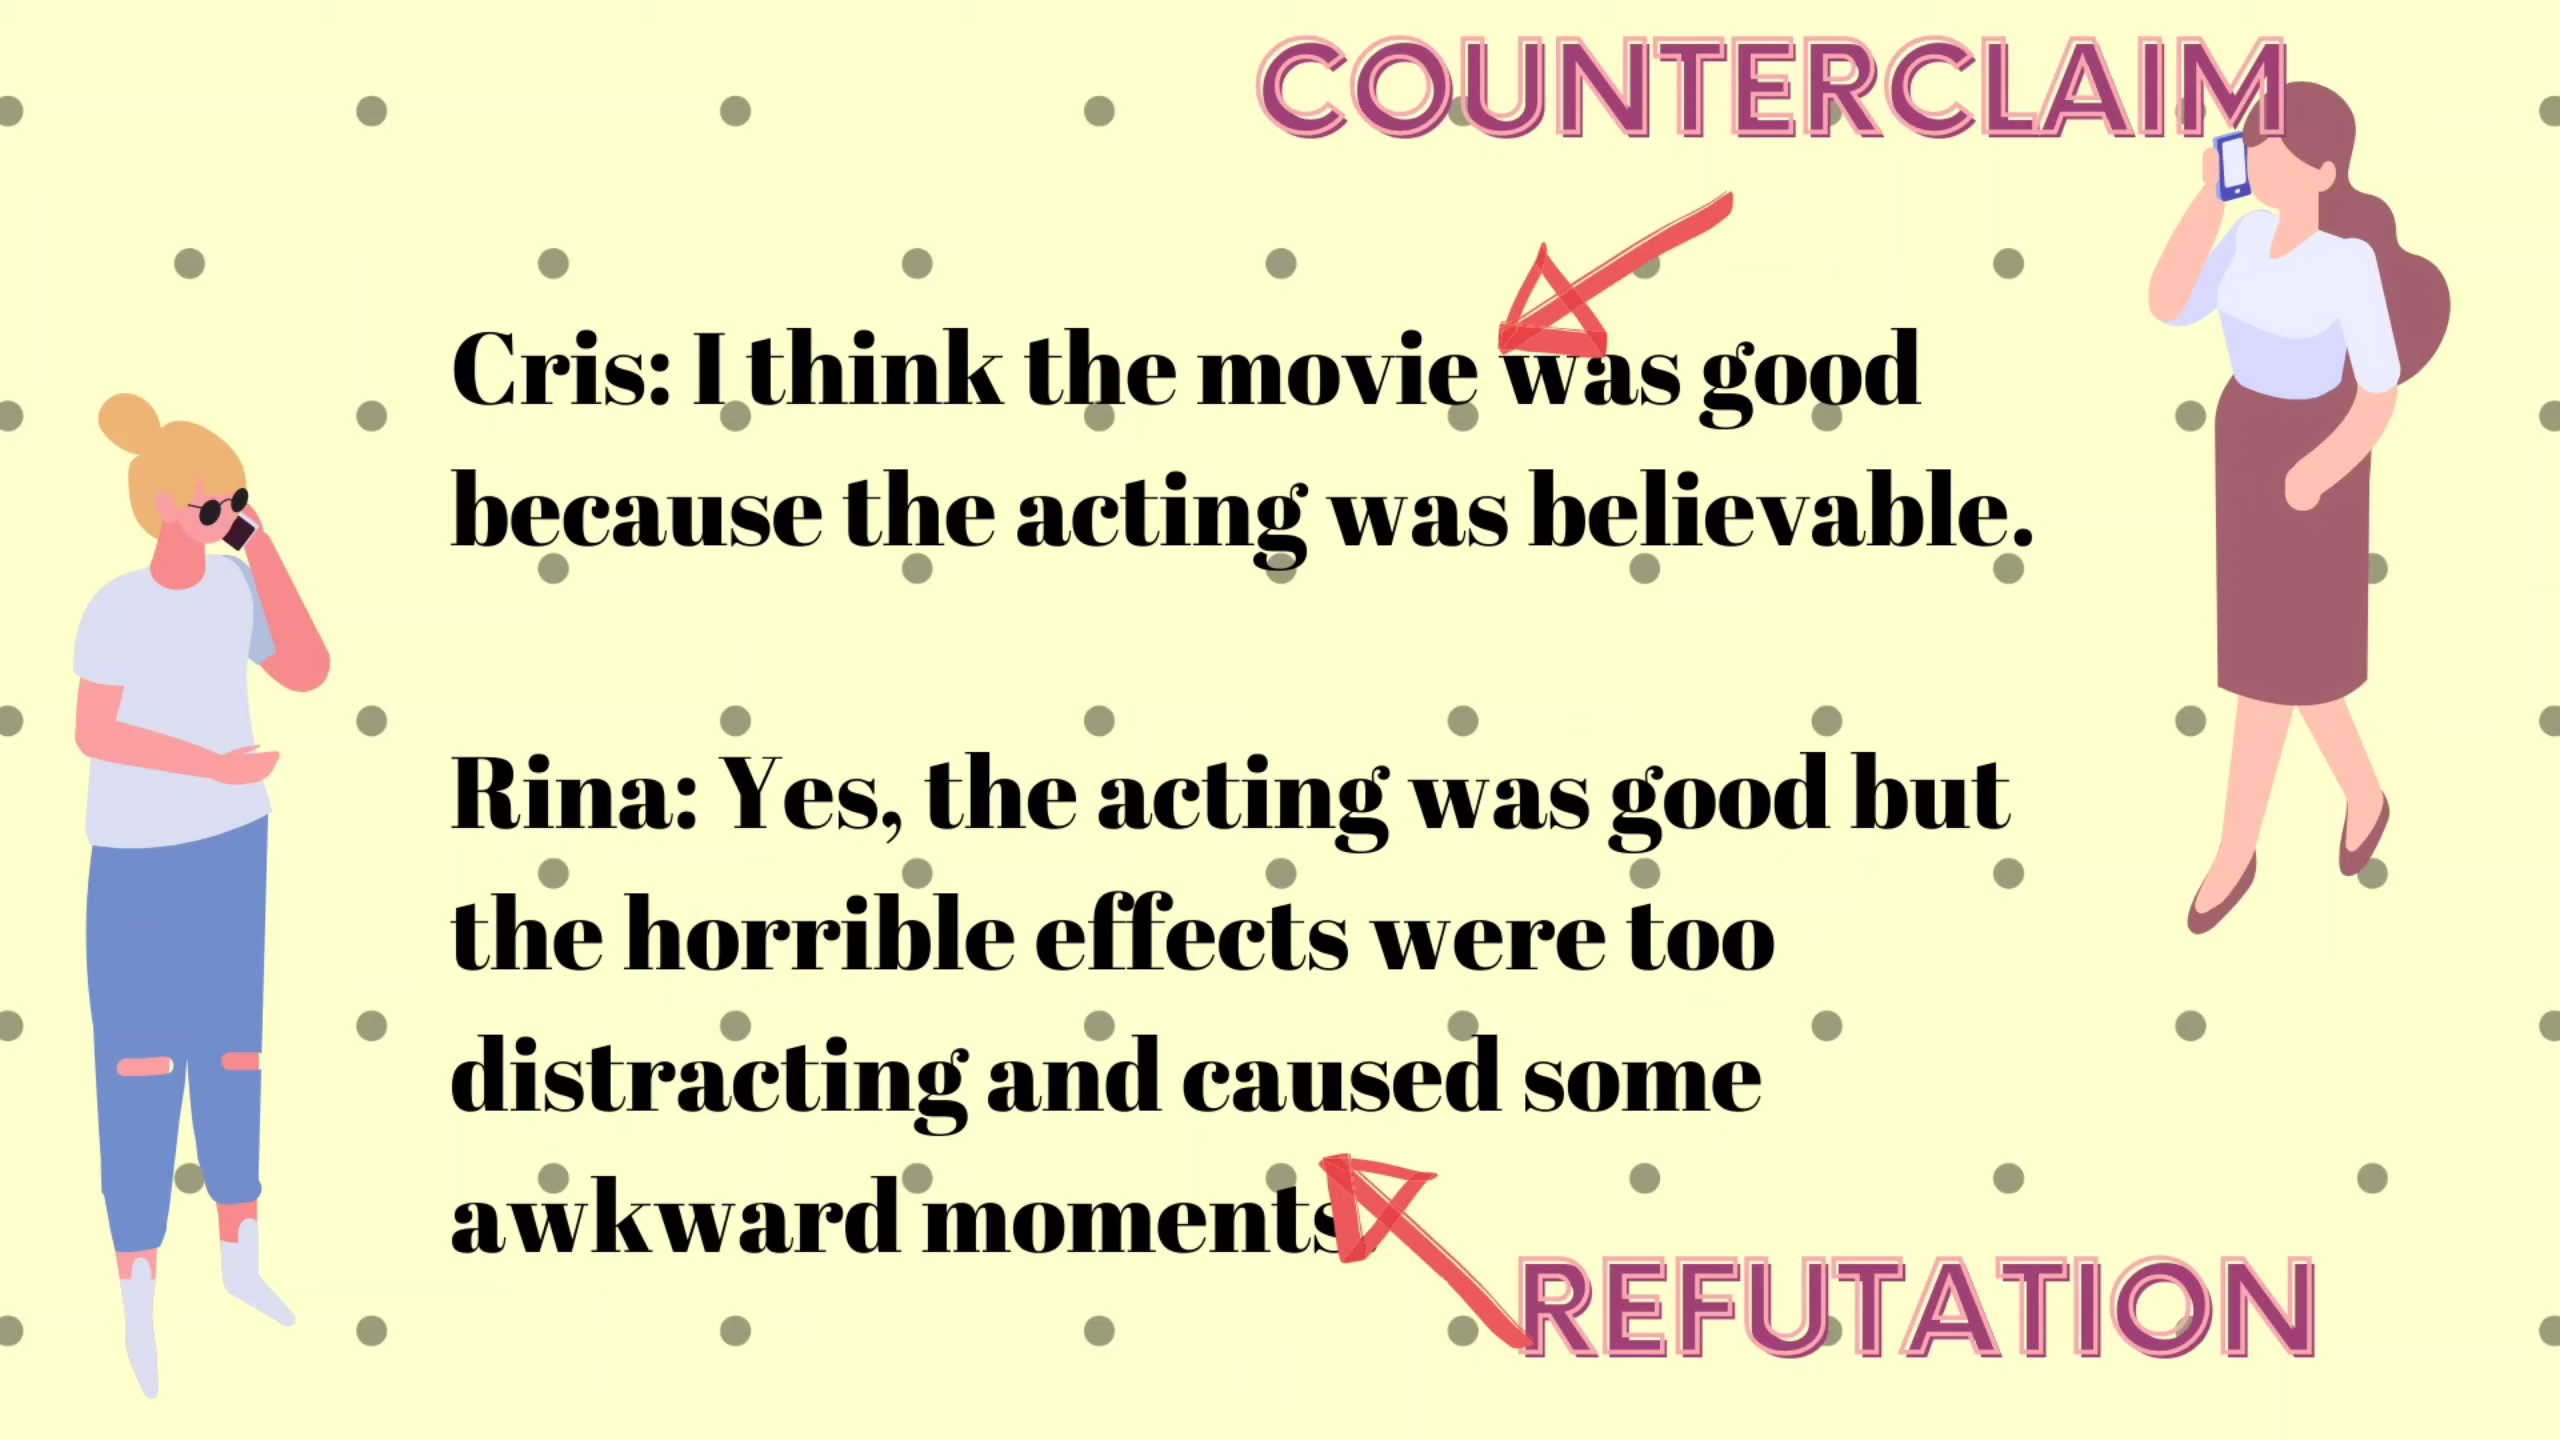 COUNTERCLAIM
Cris: I think the movie was good
because the acting was believable.
Rina: Yes, the acting was good but
the horrible effects were too
distracting and caused some
awkward moments.
REFUTATION